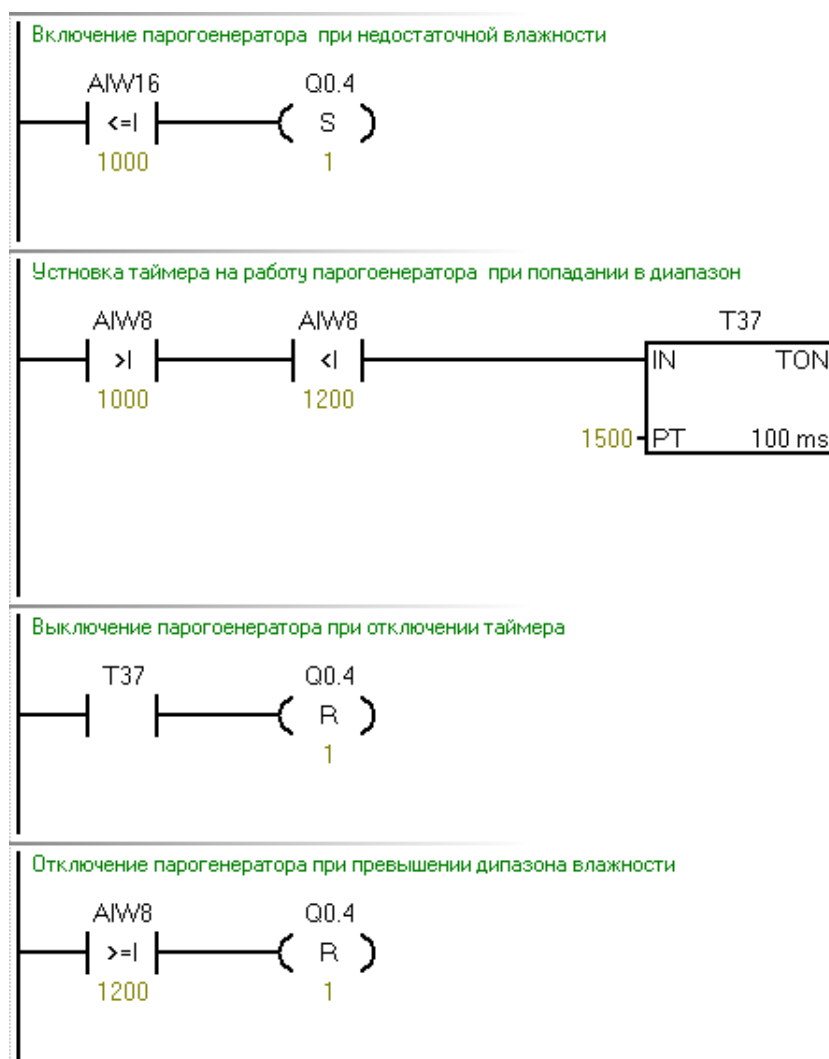 Включение парогоенератора при недостаточной влажности
AIW16 Q0.4
<=I S
1000 1
Устновка таймера на работу парогоенератора при попадании в диапазон
AIW8 AIW8 T37
>I <I IN TON
1000 1200
1500 PT 100 ms
Выключение парогоенератора при отключении таймера
T37 Q0.4
R
1
Отключение парогенератора при превышении дипазона влажности
AIW8 Q0.4
>=I R
1200 1